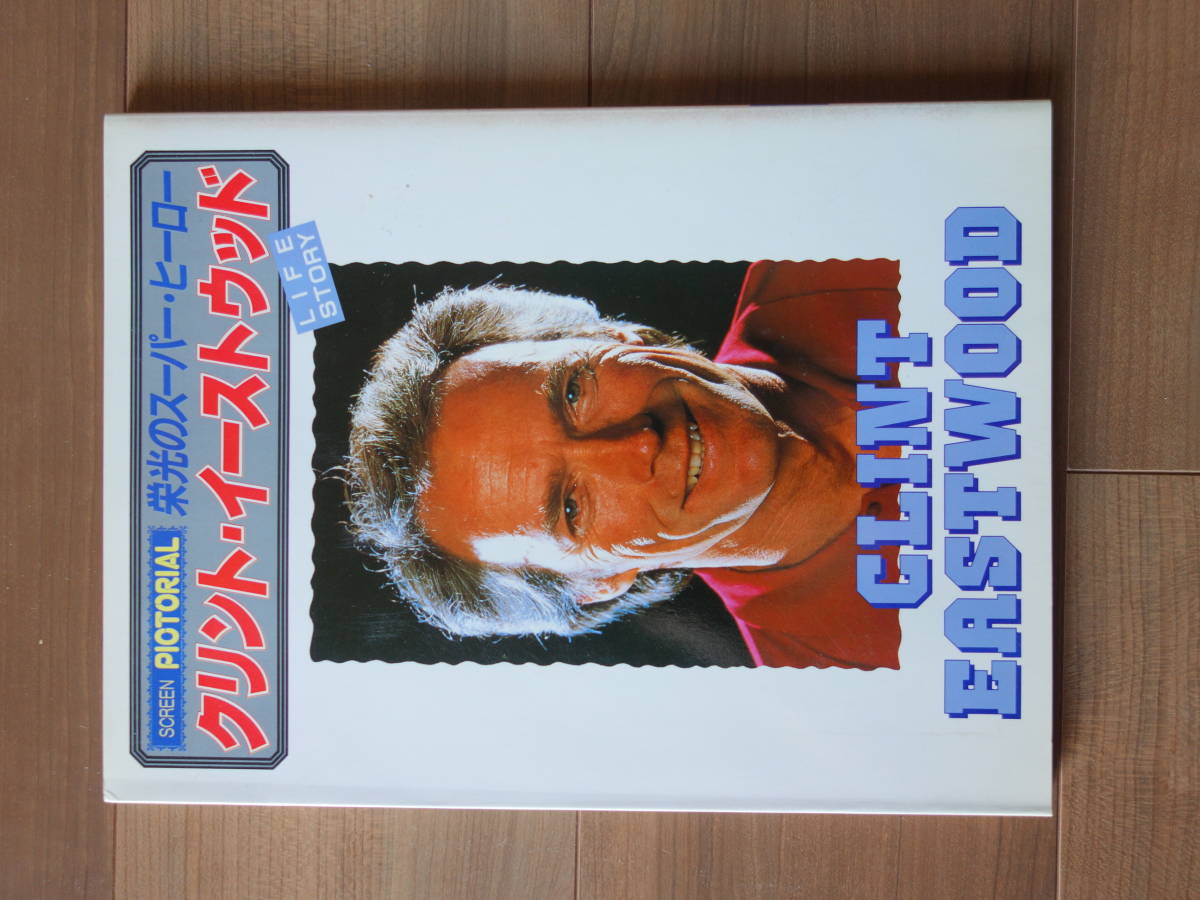 SCREEN PIOTORIAL 栄光のスーパー・ヒーロー
クリント・イーストウッド
LIFE
STORY
CLINT
EASTWOOD